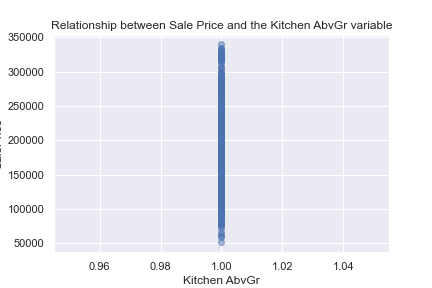 Relationship between Sale Price and the Kitchen AbvGr variable
350000
300000
250000
200000
150000
100000
50000
0.96 0.98 1.00 1.02 1.04
Kitchen AbvGr